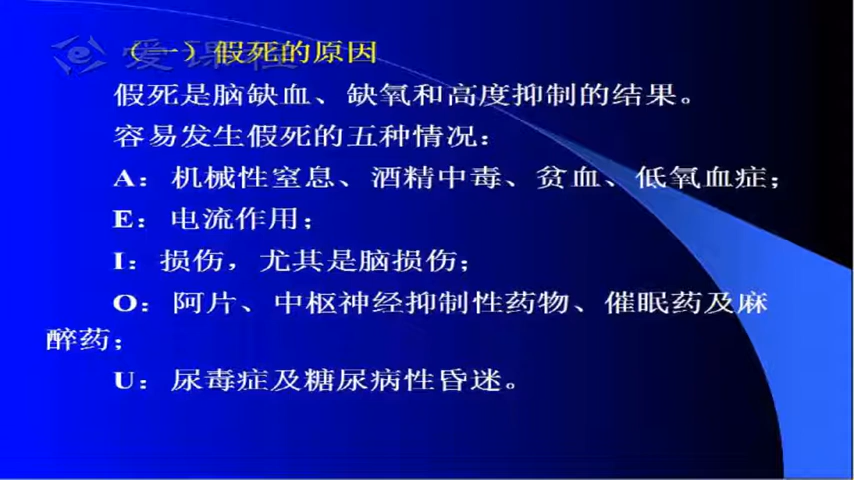 爱课程
（一）假死的原因
假死是脑缺血、缺氧和高度抑制的结果。
容易发生假死的五种情况：
A：机械性窒息、酒精中毒、贫血、低氧血症；
E：电流作用；
I：损伤，尤其是脑损伤；
O：阿片、中枢神经抑制性药物、催眠药及麻
醉药；
U：尿毒症及糖尿病性昏迷。